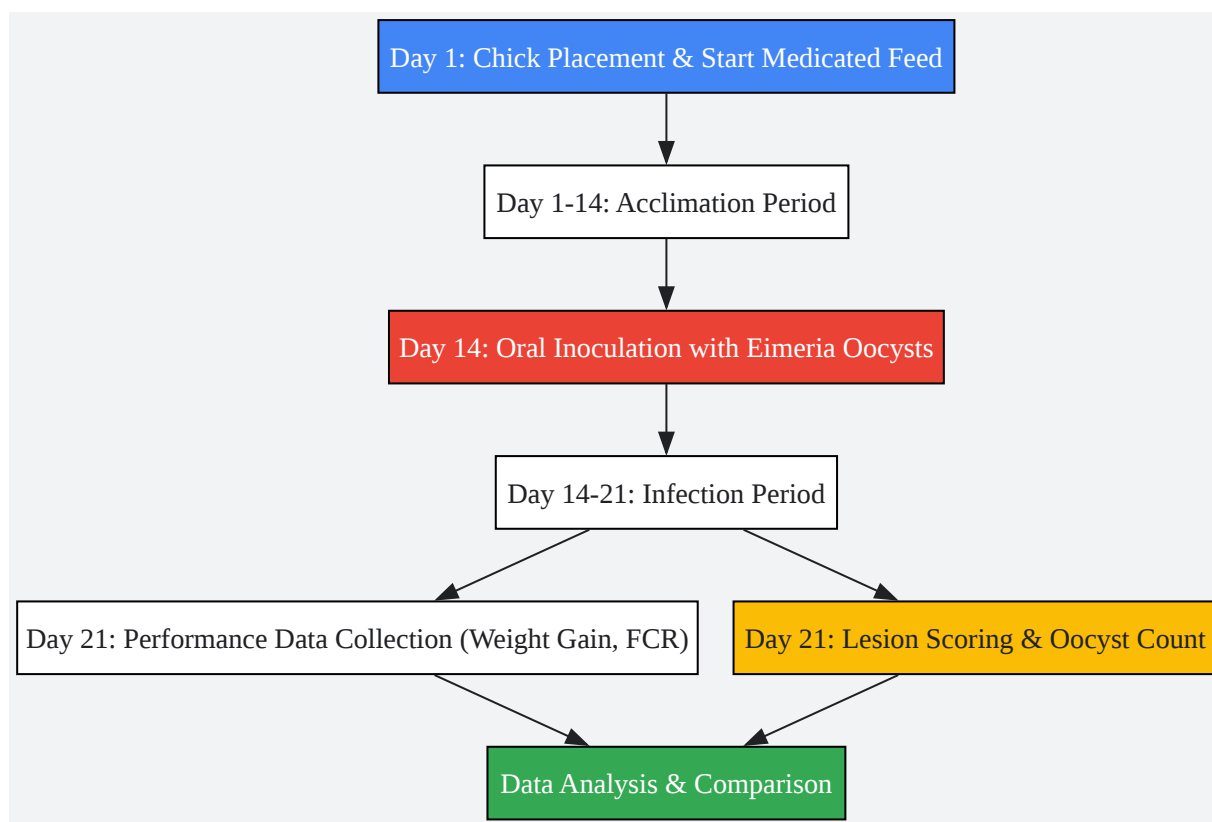 Day 1: Chick Placement & Start Medicated Feed
Day 1-14: Acclimation Period
Day 14: Oral Inoculation with Eimeria Oocysts
Day 14-21: Infection Period
Day 21: Performance Data Collection (Weight Gain, FCR)
Day 21: Lesion Scoring & Oocyst Count
Data Analysis & Comparison